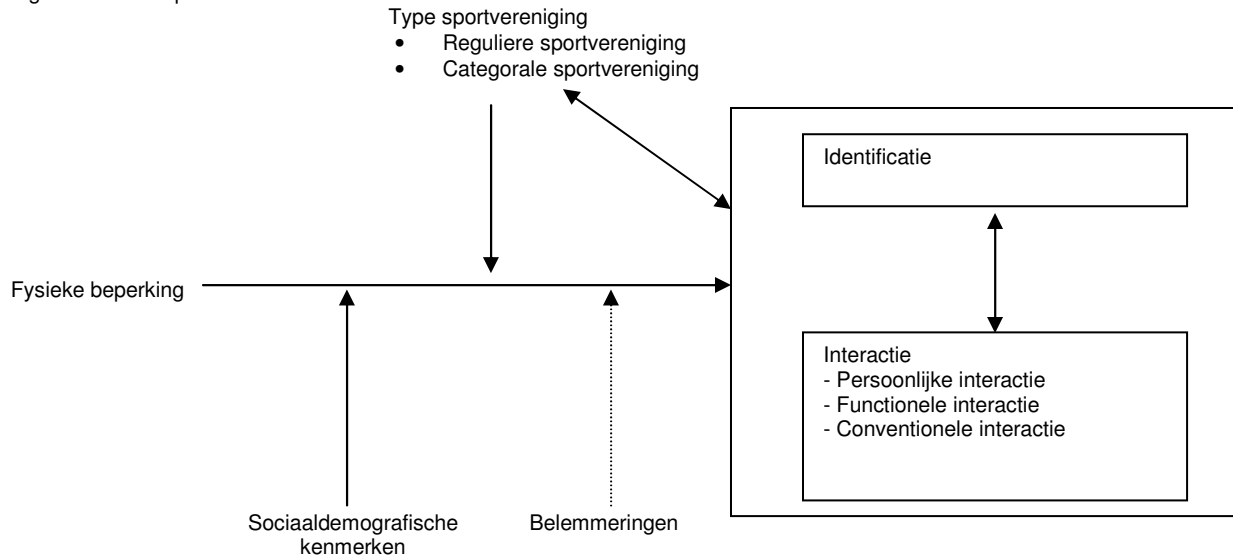 Type sportvereniging
• Reguliere sportvereniging
• Categorale sportvereniging
Identificatie
Fysieke beperking
Interactie
- Persoonlijke interactie
- Functionele interactie
- Conventionele interactie
Sociaaldemografische
kenmerken
Belemmeringen